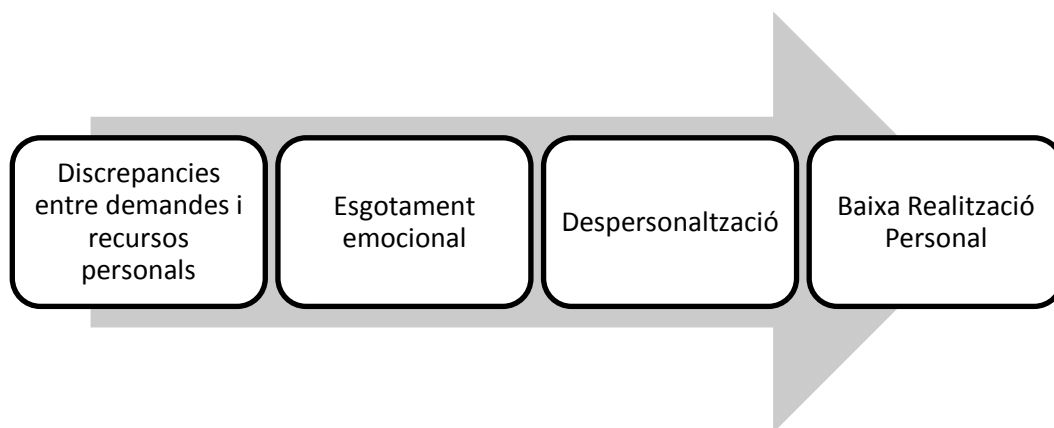 Discrepancies
entre demandes i
recursos
personals
Esgotament
emocional
Despersonaltzació
Baixa Realització
Personal